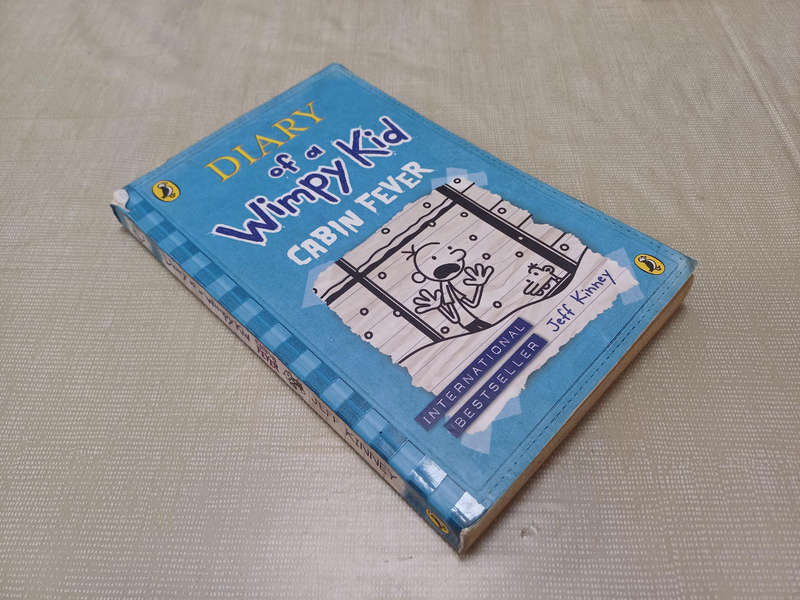 DIARY
of a
Wimpy Kid
CABIN FEVER
INTERNATIONAL
BESTSELLER
Jeff Kinney
JEFF KINNEY